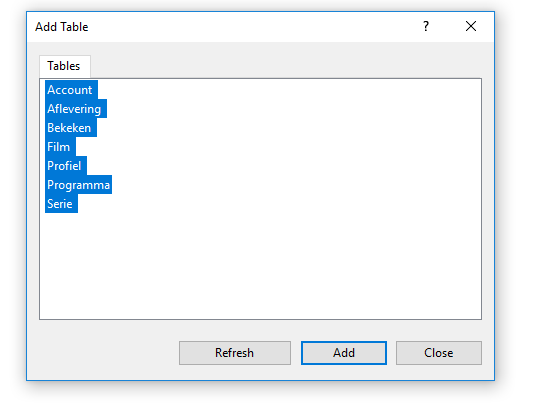 Add Table
?
Tables
Account
Aflevering
Bekeken
Film
Profiel
Programma
Serie
Refresh Add Close